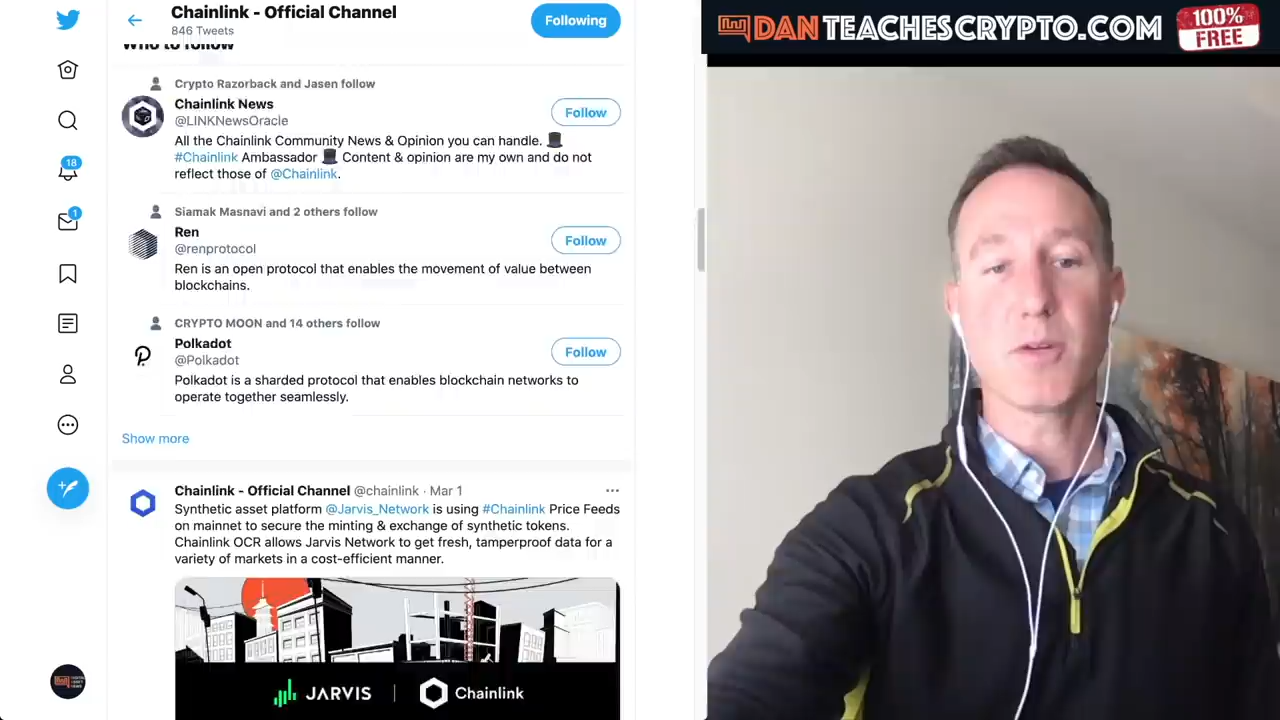 Chainlink - Official Channel
846 Tweets
Following
Who to follow
Crypto Razorback and Jasen follow
Chainlink News
@LINKNewsOracle
Follow
All the Chainlink Community News & Opinion you can handle.
#Chainlink Ambassador Content & opinion are my own and do not
reflect those of @Chainlink.
Siamak Masnavi and 2 others follow
Ren
@renprotocol
Follow
Ren is an open protocol that enables the movement of value between
blockchains.
CRYPTO MOON and 14 others follow
Polkadot
@Polkadot
Follow
Polkadot is a sharded protocol that enables blockchain networks to
operate together seamlessly.
Show more
Chainlink - Official Channel @chainlink · Mar 1
Synthetic asset platform @Jarvis_Network is using #Chainlink Price Feeds
on mainnet to secure the minting & exchange of synthetic tokens.
Chainlink OCR allows Jarvis Network to get fresh, tamperproof data for a
variety of markets in a cost-efficient manner.
JARVIS | Chainlink
18
1
DANTEACHESCRYPTO.COM
100%
FREE